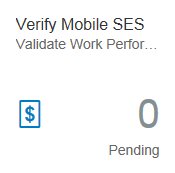 Verify Mobile SES
Validate Work Perfor...
$
0
Pending